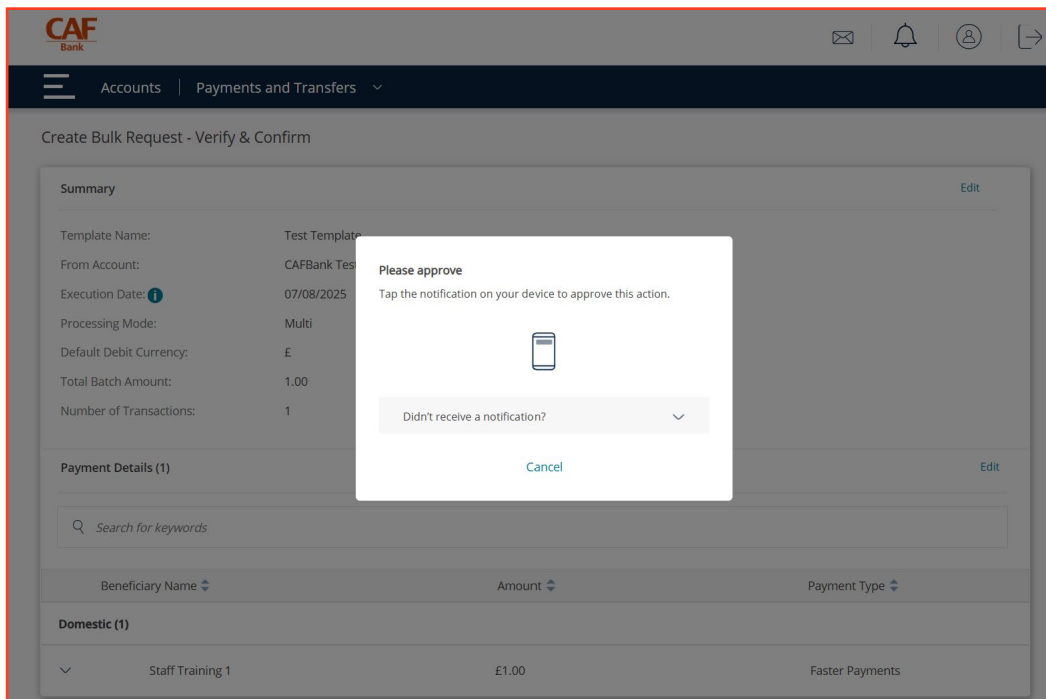 CAF
Bank
Accounts
Payments and Transfers
Create Bulk Request - Verify & Confirm
Summary Edit
Template Name: Test Template
From Account: CAFBank Tes
Execution Date: i 07/08/2025
Processing Mode: Multi
Default Debit Currency: £
Total Batch Amount: 1.00
Number of Transactions: 1
Please approve
Tap the notification on your device to approve this action.
Didn't receive a notification?
Cancel
Payment Details (1) Edit
Search for keywords
Beneficiary Name Amount Payment Type
Domestic (1)
Staff Training 1 £1.00 Faster Payments